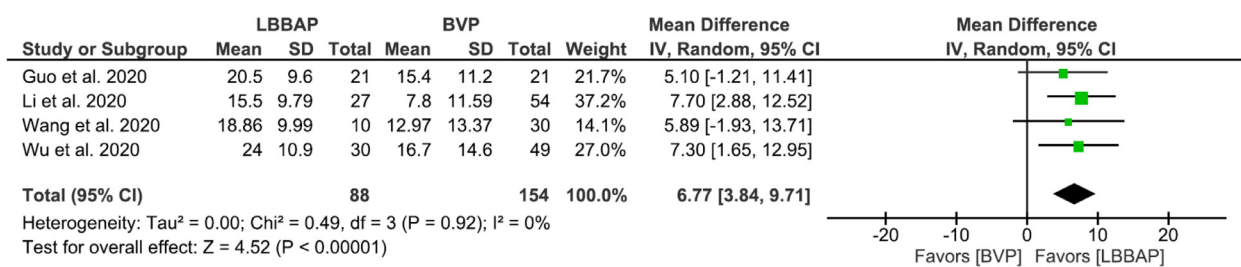 LBBAP BVP Mean Difference Mean Difference
Study or Subgroup Mean SD Total Mean SD Total Weight IV, Random, 95% CI IV, Random, 95% CI
Guo et al. 2020 20.5 9.6 21 15.4 11.2 21 21.7% 5.10 [-1.21, 11.41]
Li et al. 2020 15.5 9.79 27 7.8 11.59 54 37.2% 7.70 [2.88, 12.52]
Wang et al. 2020 18.86 9.99 10 12.97 13.37 30 14.1% 5.89 [-1.93, 13.71]
Wu et al. 2020 24 10.9 30 16.7 14.6 49 27.0% 7.30 [1.65, 12.95]
Total (95% CI) 88 154 100.0% 6.77 [3.84, 9.71]
Heterogeneity: Tau² = 0.00; Chi² = 0.49, df = 3 (P = 0.92); I² = 0%
Test for overall effect: Z = 4.52 (P < 0.00001)
-20 -10 0 10 20
Favors [BVP] Favors [LBBAP]